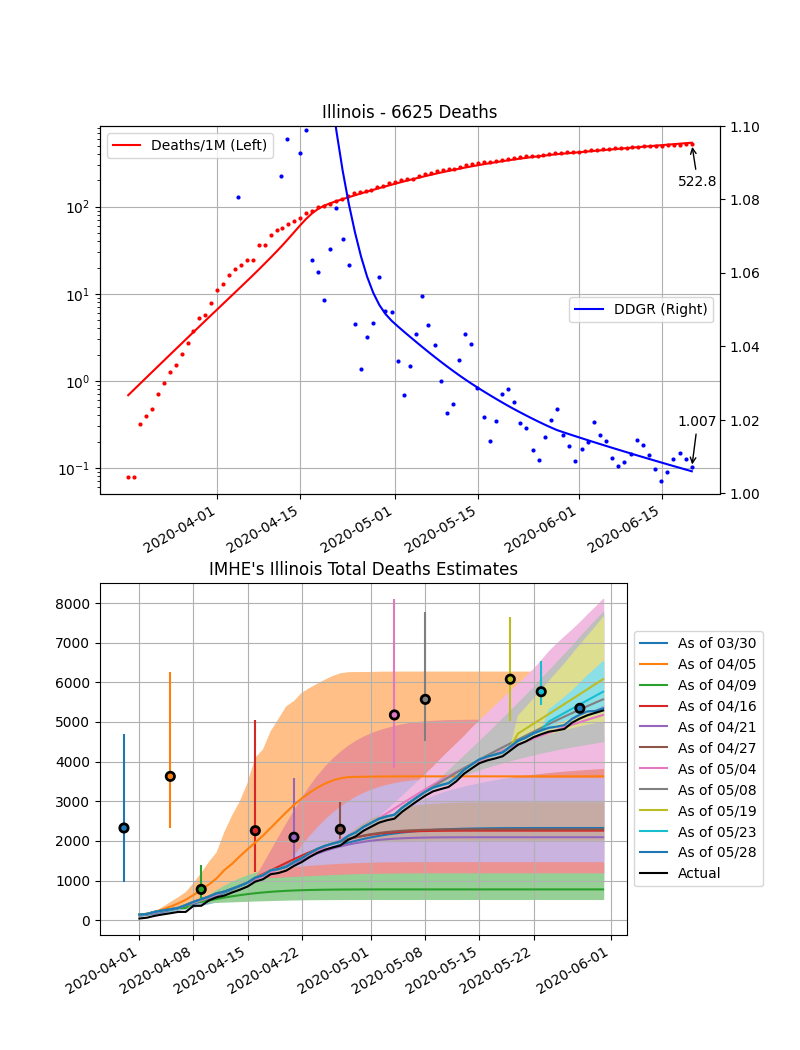 Illinois - 6625 Deaths
Deaths/1M (Left)
DDGR (Right)
522.8
1.007
10²
10¹
10⁰
10⁻¹
1.10
1.08
1.06
1.04
1.02
1.00
2020-04-01
2020-04-15
2020-05-01
2020-05-15
2020-06-01
2020-06-15
IMHE's Illinois Total Deaths Estimates
8000
7000
6000
5000
4000
3000
2000
1000
0
2020-04-01
2020-04-08
2020-04-15
2020-04-22
2020-05-01
2020-05-08
2020-05-15
2020-05-22
2020-06-01
As of 03/30
As of 04/05
As of 04/09
As of 04/16
As of 04/21
As of 04/27
As of 05/04
As of 05/08
As of 05/19
As of 05/23
As of 05/28
Actual